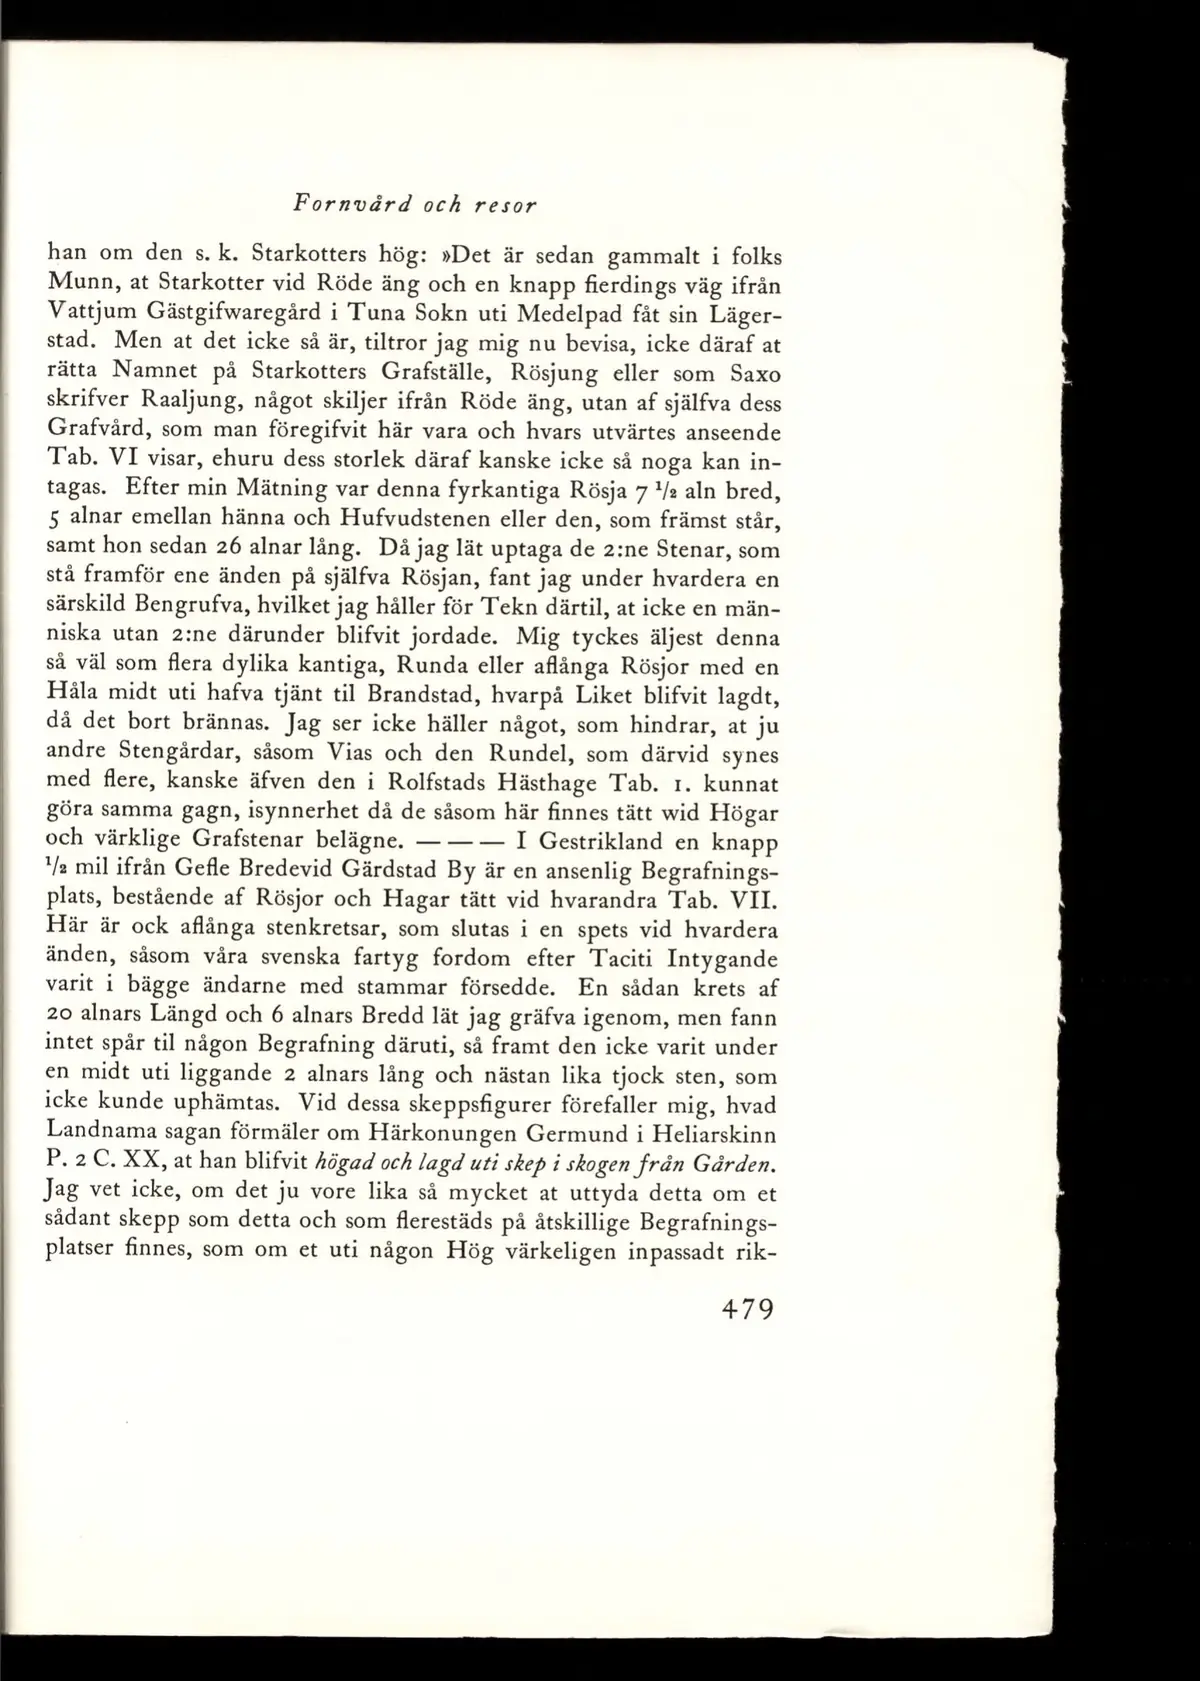 Fornvård och resor
han om den s. k. Starkotters hög: »Det är sedan gammalt i folks
Munn, at Starkotter vid Röde äng och en knapp fierdings väg ifrån
Vattjum Gästgifwaregård i Tuna Sokn uti Medelpad fåt sin Läger-
stad. Men at det icke så är, tiltror jag mig nu bevisa, icke däraf at
rätta Namnet på Starkotters Grafställe, Rösjung eller som Saxo
skrifver Raaljung, något skiljer ifrån Röde äng, utan af själfva dess
Grafvård, som man föregifvit här vara och hvars utvärtes anseende
Tab. VI visar, ehuru dess storlek däraf kanske icke så noga kan in-
tagas. Efter min Mätning var denna fyrkantiga Rösja 7 1/2 aln bred,
5 alnar emellan hänna och Hufvudstenen eller den, som främst står,
samt hon sedan 26 alnar lång. Då jag lät uptaga de 2:ne Stenar, som
stå framför ene änden på själfva Rösjan, fant jag under hvardera en
särskild Bengrufva, hvilket jag håller för Tekn därtil, at icke en män-
niska utan 2:ne därunder blifvit jordade. Mig tyckes äljest denna
så väl som flera dylika kantiga, Runda eller aflånga Rösjor med en
Håla midt uti hafva tjänt til Brandstad, hvarpå Liket blifvit lagdt,
då det bort brännas. Jag ser icke häller något, som hindrar, at ju
andre Stengårdar, såsom Vias och den Rundel, som därvid synes
med flere, kanske äfven den i Rolfstads Hästhage Tab. 1. kunnat
göra samma gagn, isynnerhet då de såsom här finnes tätt wid Högar
och värklige Grafstenar belägne. — — — I Gestrikland en knapp
1/2 mil ifrån Gefle Bredevid Gärdstad By är en ansenlig Begrafnings-
plats, bestående af Rösjor och Hagar tätt vid hvarandra Tab. VII.
Här är ock aflånga stenkretsar, som slutas i en spets vid hvardera
änden, såsom våra svenska fartyg fordom efter Taciti Intygande
varit i bägge ändarne med stammar försedde. En sådan krets af
20 alnars Längd och 6 alnars Bredd lät jag gräfva igenom, men fann
intet spår til någon Begrafning däruti, så framt den icke varit under
en midt uti liggande 2 alnars lång och nästan lika tjock sten, som
icke kunde uphämtas. Vid dessa skeppsfigurer förefaller mig, hvad
Landnama sagan förmäler om Härkonungen Germund i Heliarskinn
P. 2 C. XX, at han blifvit högad och lagd uti skep i skogen från Gården.
Jag vet icke, om det ju vore lika så mycket at uttyda detta om et
sådant skepp som detta och som flerestäds på åtskillige Begrafnings-
platser finnes, som om et uti någon Hög värkeligen inpassadt rik-
479